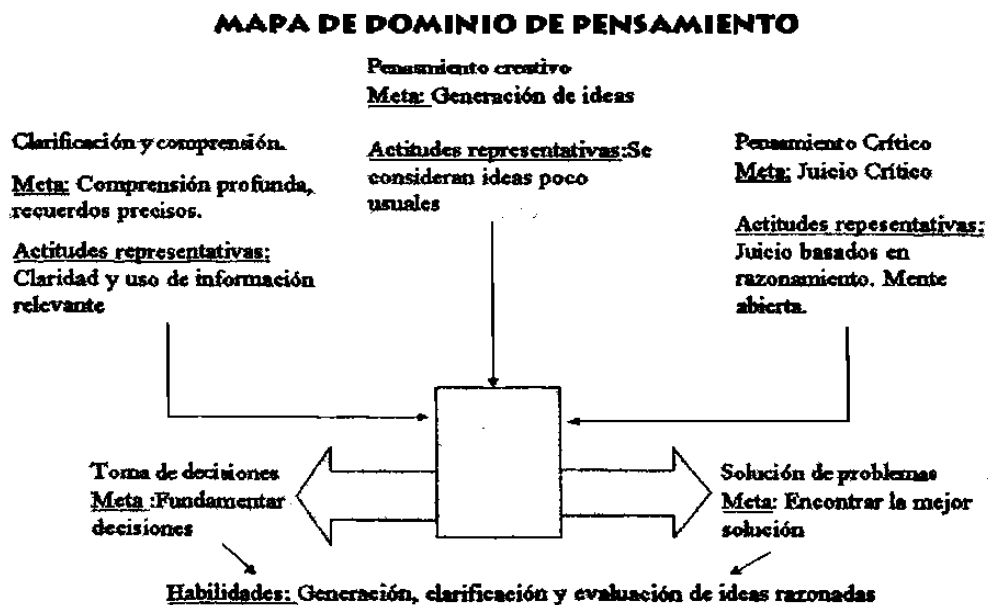 MAPA DE DOMINIO DE PENSAMIENTO
Pensamiento creativo
Meta: Generación de ideas
Actitudes representativas:Se
consideran ideas poco
usuales
Clarificación y comprensión.
Meta: Comprensión profunda,
recuerdos precisos.
Actitudes representativas:
Claridad y uso de información
relevante
Pensamiento Crítico
Meta: Juicio Crítico
Actitudes repesentativas:
Juicio basados en
razonamiento. Mente
abierta.
Toma de decisiones
Meta :Fundamentar
decisiones
Solución de problemas
Meta: Encontrar la mejor
solución
Habilidades: Generación, clarificación y evaluación de ideas razonadas